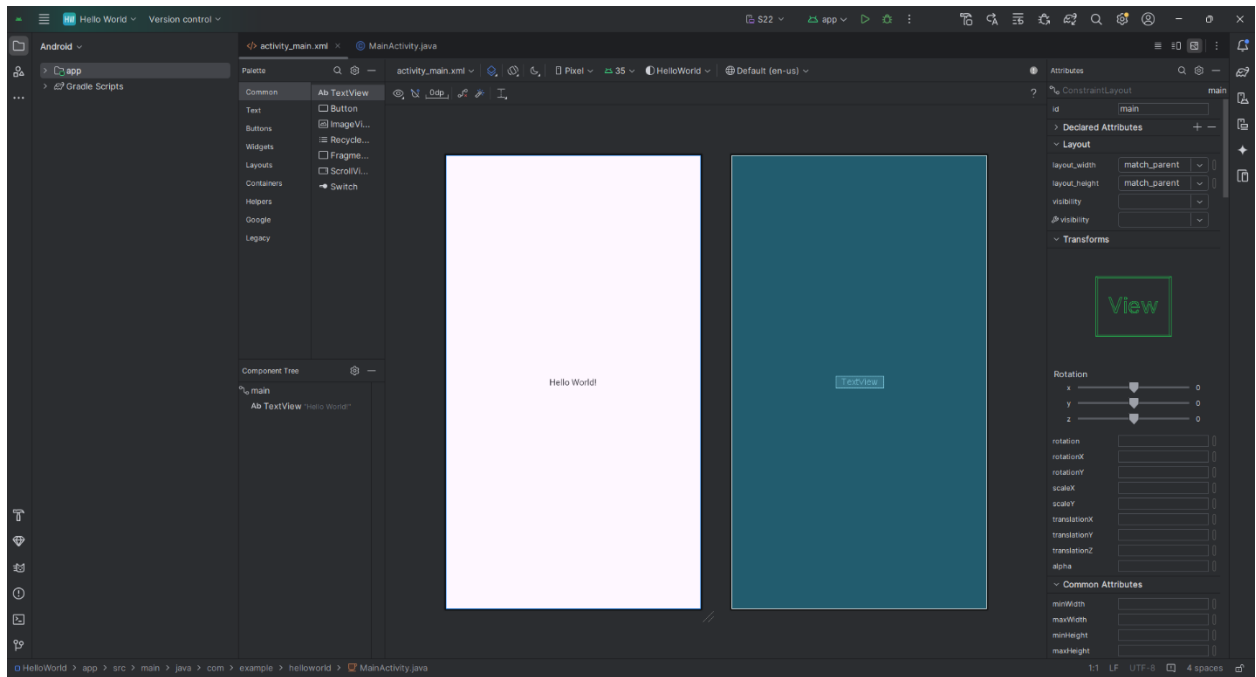 HW Hello World Version control S22 app
Android
activity_main.xml MainActivity.java
app
Gradle Scripts
Palette
Common
Text
Buttons
Widgets
Layouts
Containers
Helpers
Google
Legacy
Ab TextView
Button
ImageVi...
Recycle...
Fragme...
ScrollVi...
Switch
activity_main.xml Pixel 35 HelloWorld Default (en-us)
0dp
Component Tree
main
Ab TextView "Hello World!"
Hello World!
TextView
Attributes
ConstraintLayout main
id main
Declared Attributes
Layout
layout_width match_parent
layout_height match_parent
visibility
visibility
Transforms
View
Rotation
x 0
y 0
z 0
rotation
rotationX
rotationY
scaleX
scaleY
translationX
translationY
translationZ
alpha
Common Attributes
minWidth
maxWidth
minHeight
maxHeight
HelloWorld > app > src > main > java > com > example > helloworld > MainActivity.java
1:1 LF UTF-8 4 spaces